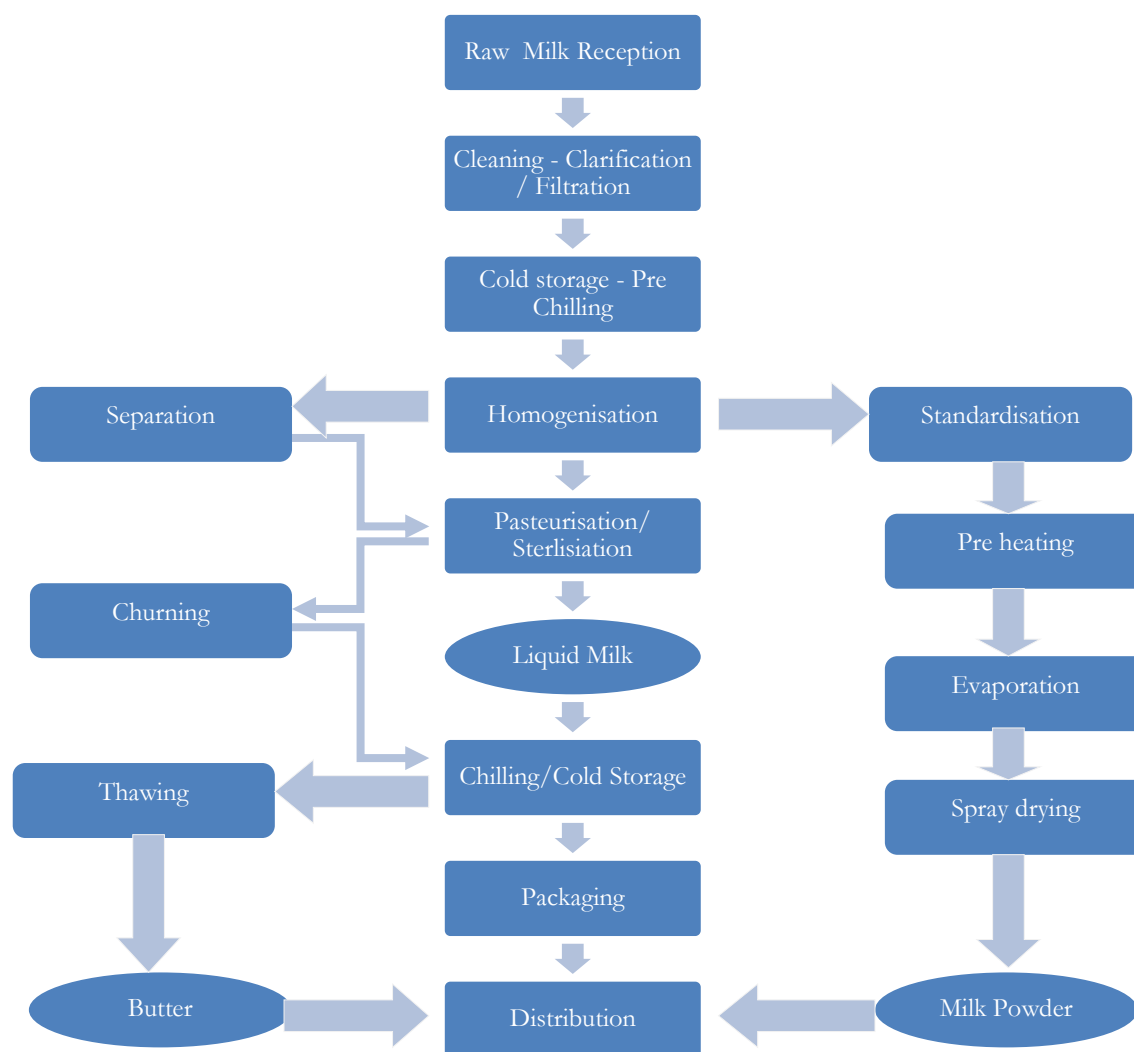 Raw  Milk Reception
Cleaning - Clarification
/ Filtration
Cold storage - Pre
Chilling
Separation
Homogenisation
Standardisation
Pasteurisation/
Sterlisiation
Pre heating
Churning
Liquid Milk
Evaporation
Thawing
Chilling/Cold Storage
Spray drying
Packaging
Butter
Distribution
Milk Powder